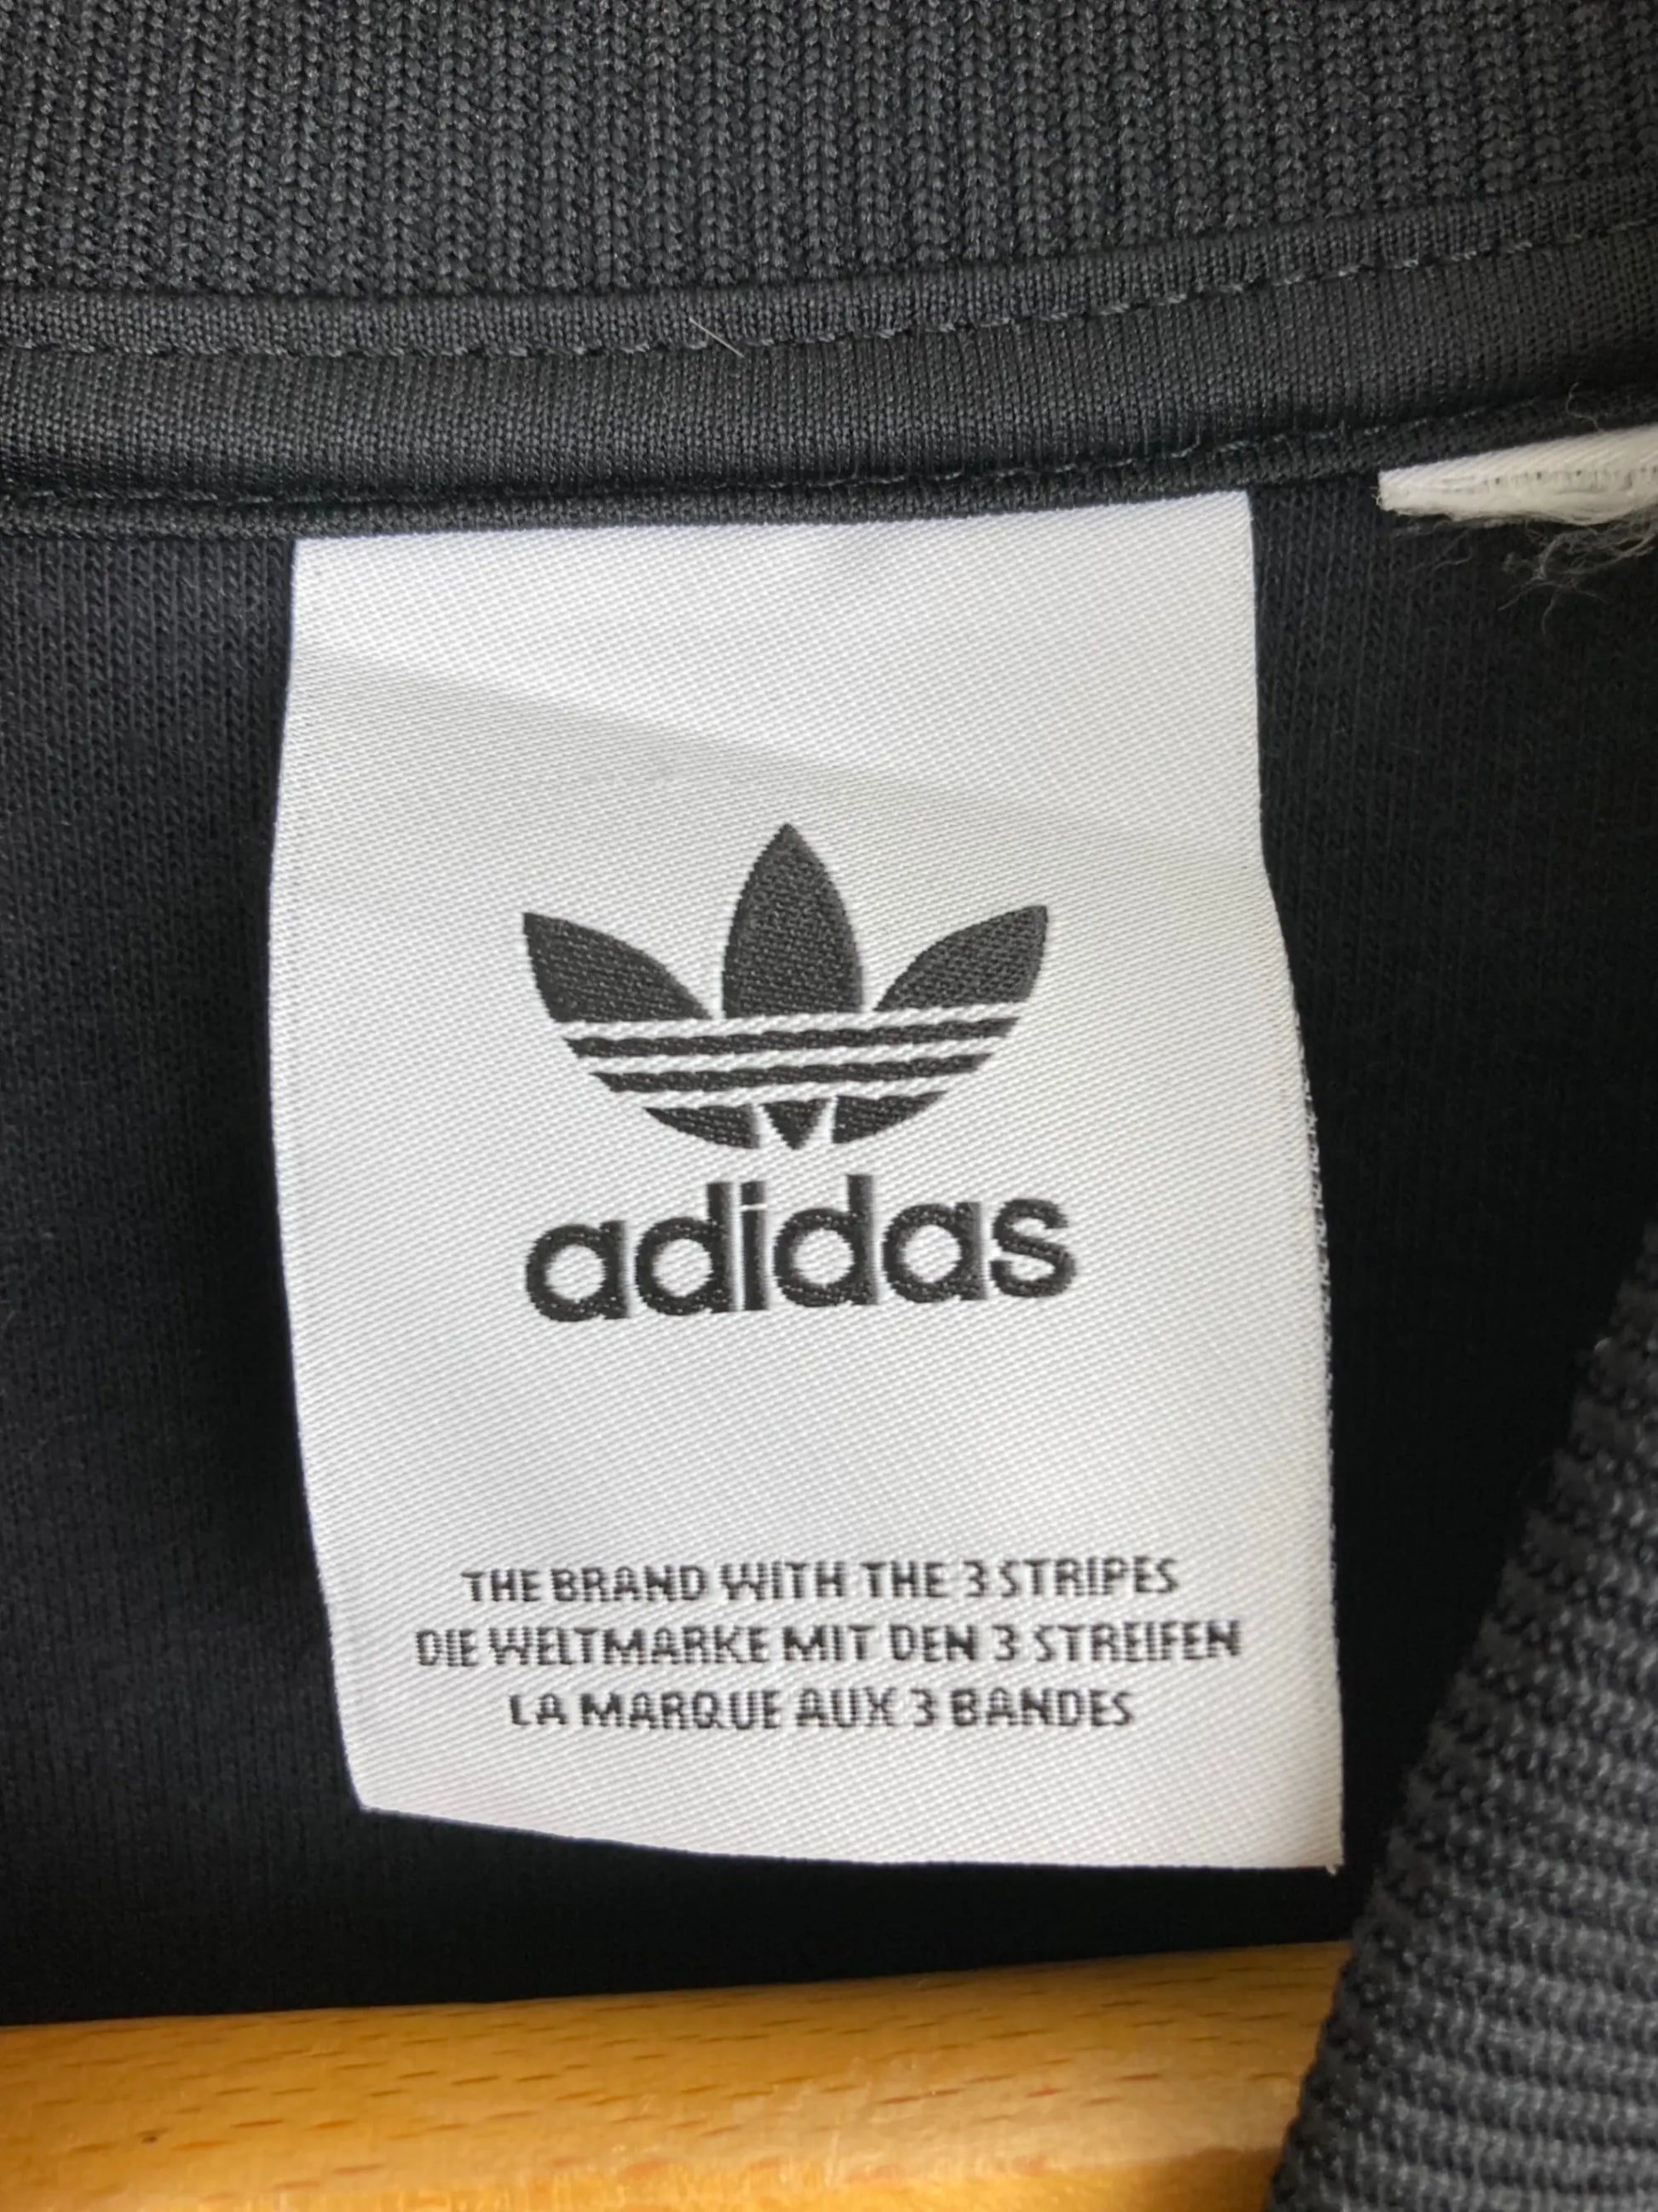 adidas
THE BRAND WITH THE 3 STRIPES
DIE WELTMARKE MIT DEN 3 STREIFEN
LA MARQUE AUX 3 BANDES